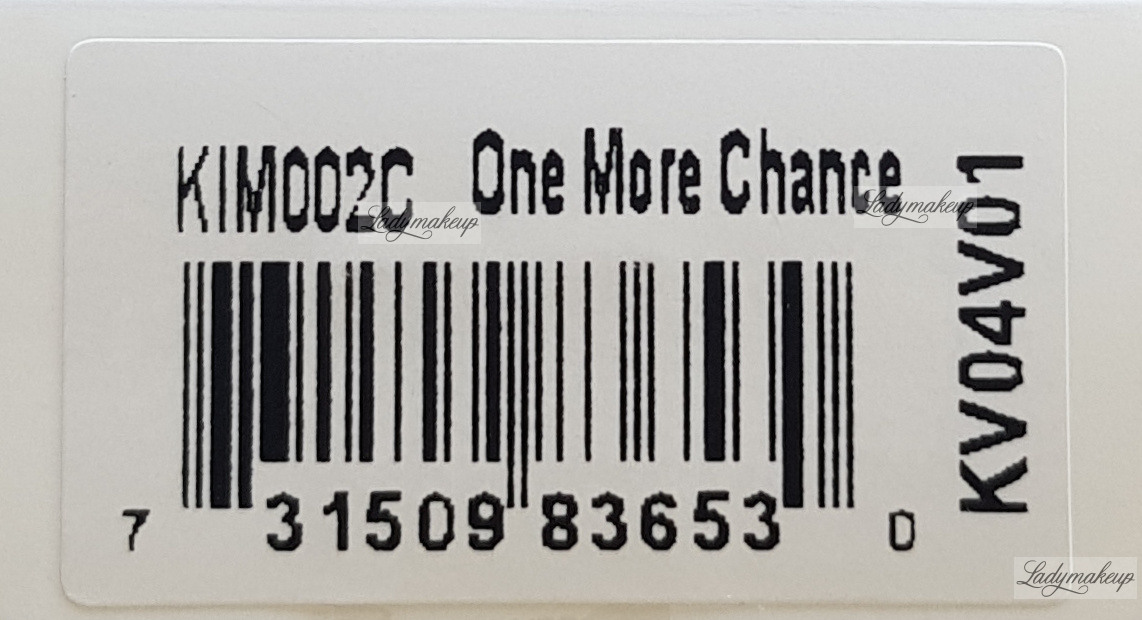 KIM002C One More Chance
Ladymakeup Ladymakeup
KV04V01
7 31509 83653 0
Ladymakeup